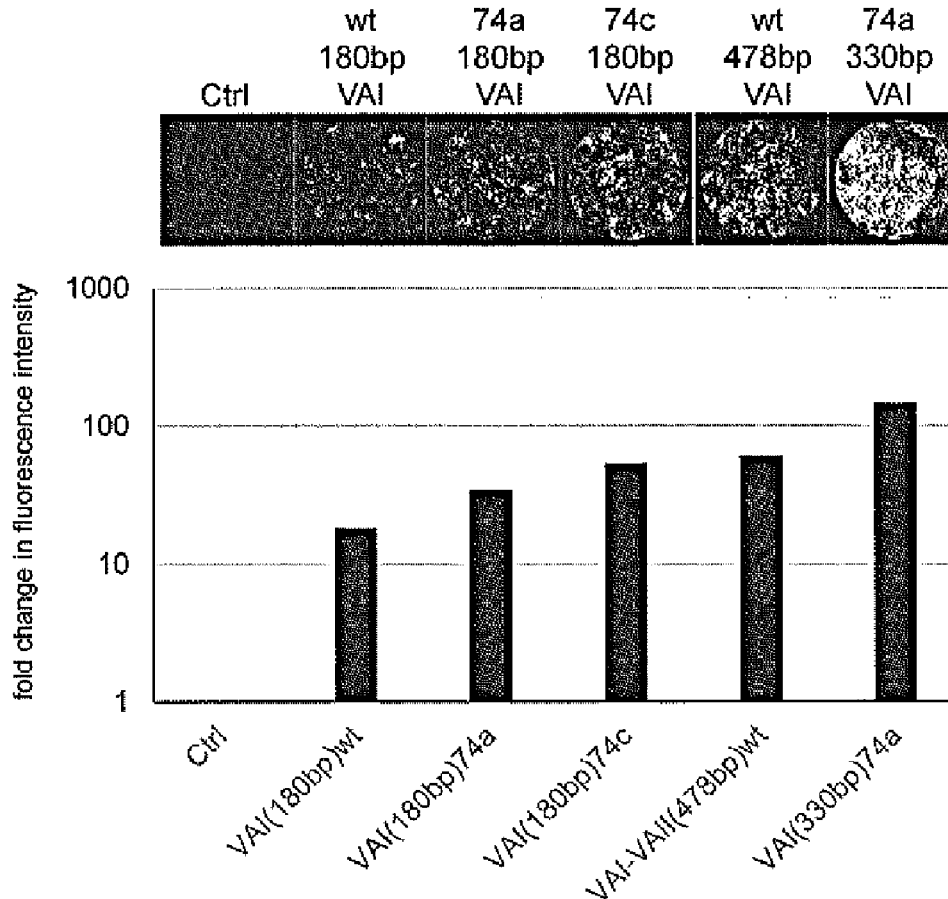 Ctrl
wt
180bp
VAI
74a
180bp
VAI
74c
180bp
VAI
wt
478bp
VAI
74a
330bp
VAI
fold change in fluorescence intensity
1000
100
10
1
Ctrl
VAI(180bp)wt
VAI(180bp)74a
VAI(180bp)74c
VAI-VAII(478bp)wt
VAI(330bp)74a